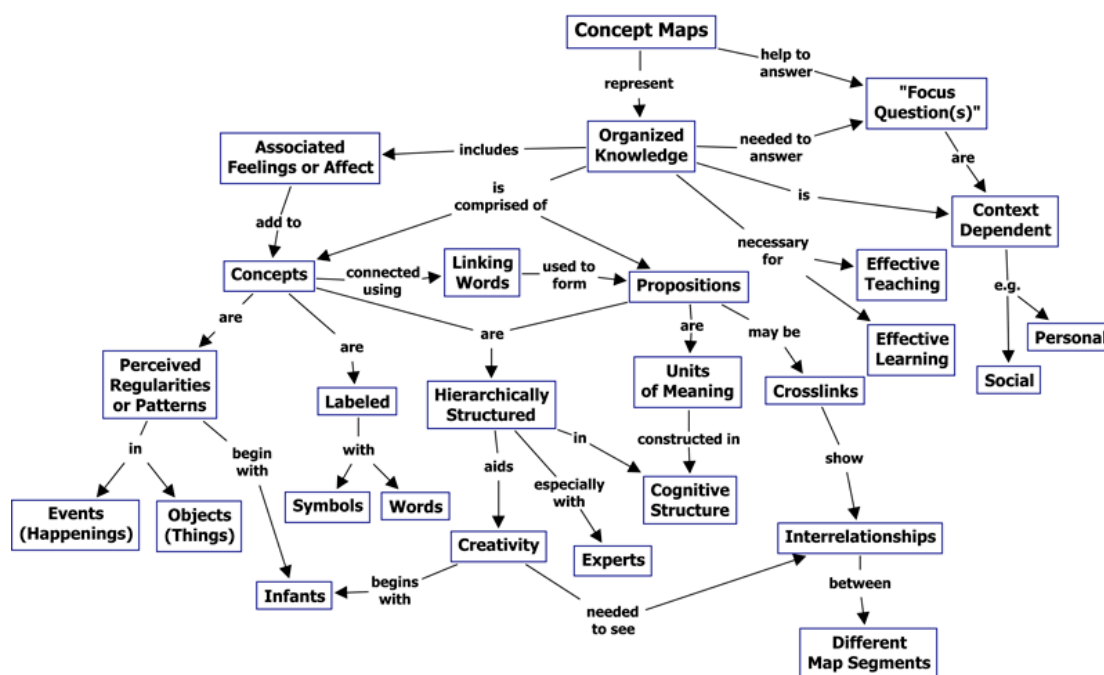 Concept Maps
help to
answer
represent
"Focus
Question(s)"
Organized
Knowledge
needed to
answer
Associated
Feelings or Affect
includes
are
is
comprised of
is
Context
Dependent
add to
necessary
for
Concepts
connected
using
Linking
Words
used to
form
Propositions
Effective
Teaching
e.g.
are
are
are
are
may be
Effective
Learning
Personal
Social
Perceived
Regularities
or Patterns
Labeled
Hierarchically
Structured
Units
of Meaning
Crosslinks
in
begin
with
with
aids
in
constructed in
show
especially
with
Events
(Happenings)
Objects
(Things)
Symbols
Words
Cognitive
Structure
Creativity
Experts
Interrelationships
Infants
begins
with
needed
to see
between
Different
Map Segments